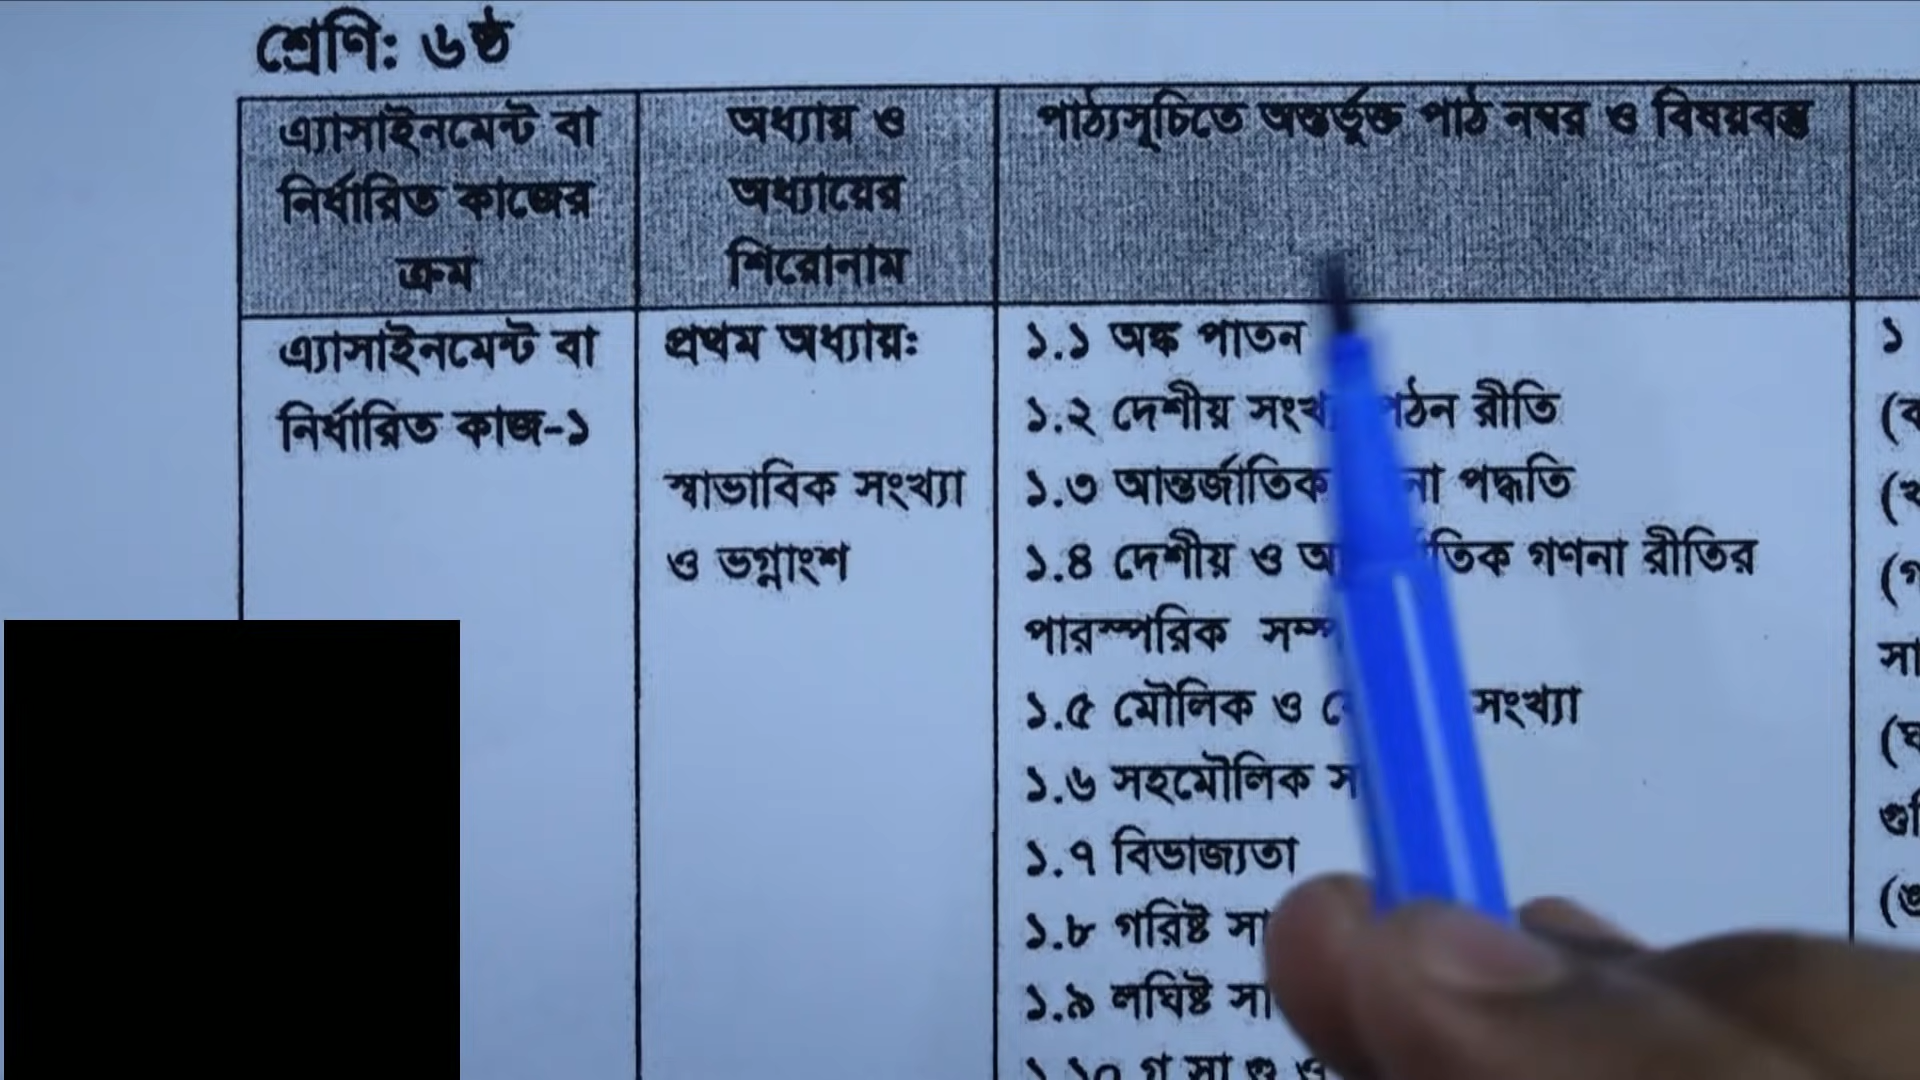 শ্রেণি: ৬ষ্ঠ
এ্যাসাইনমেন্ট বা
নির্ধারিত কাজের
ক্রম
অধ্যায় ও
অধ্যায়ের
শিরোনাম
পাঠ্যসূচিতে অন্তর্ভুক্ত পাঠ নম্বর ও বিষয়বস্তু
এ্যাসাইনমেন্ট বা
নির্ধারিত কাজ-১
প্রথম অধ্যায়ঃ
স্বাভাবিক সংখ্যা
ও ভগ্নাংশ
১.১ অঙ্ক পাতন
১.২ দেশীয় রীতি
১.৩ আন্তর্জাতিক পদ্ধতি
১.৪ দেশীয় ও গণনা রীতির
পারস্পরিক
১.৫ মৌলিক ও সংখ্যা
১.৬ সহমৌলিক
১.৭ বিভাজ্যতা
১.৮ গরিষ্ট
১.৯ লঘিষ্ট
১.১০ গ সা গু ও
১